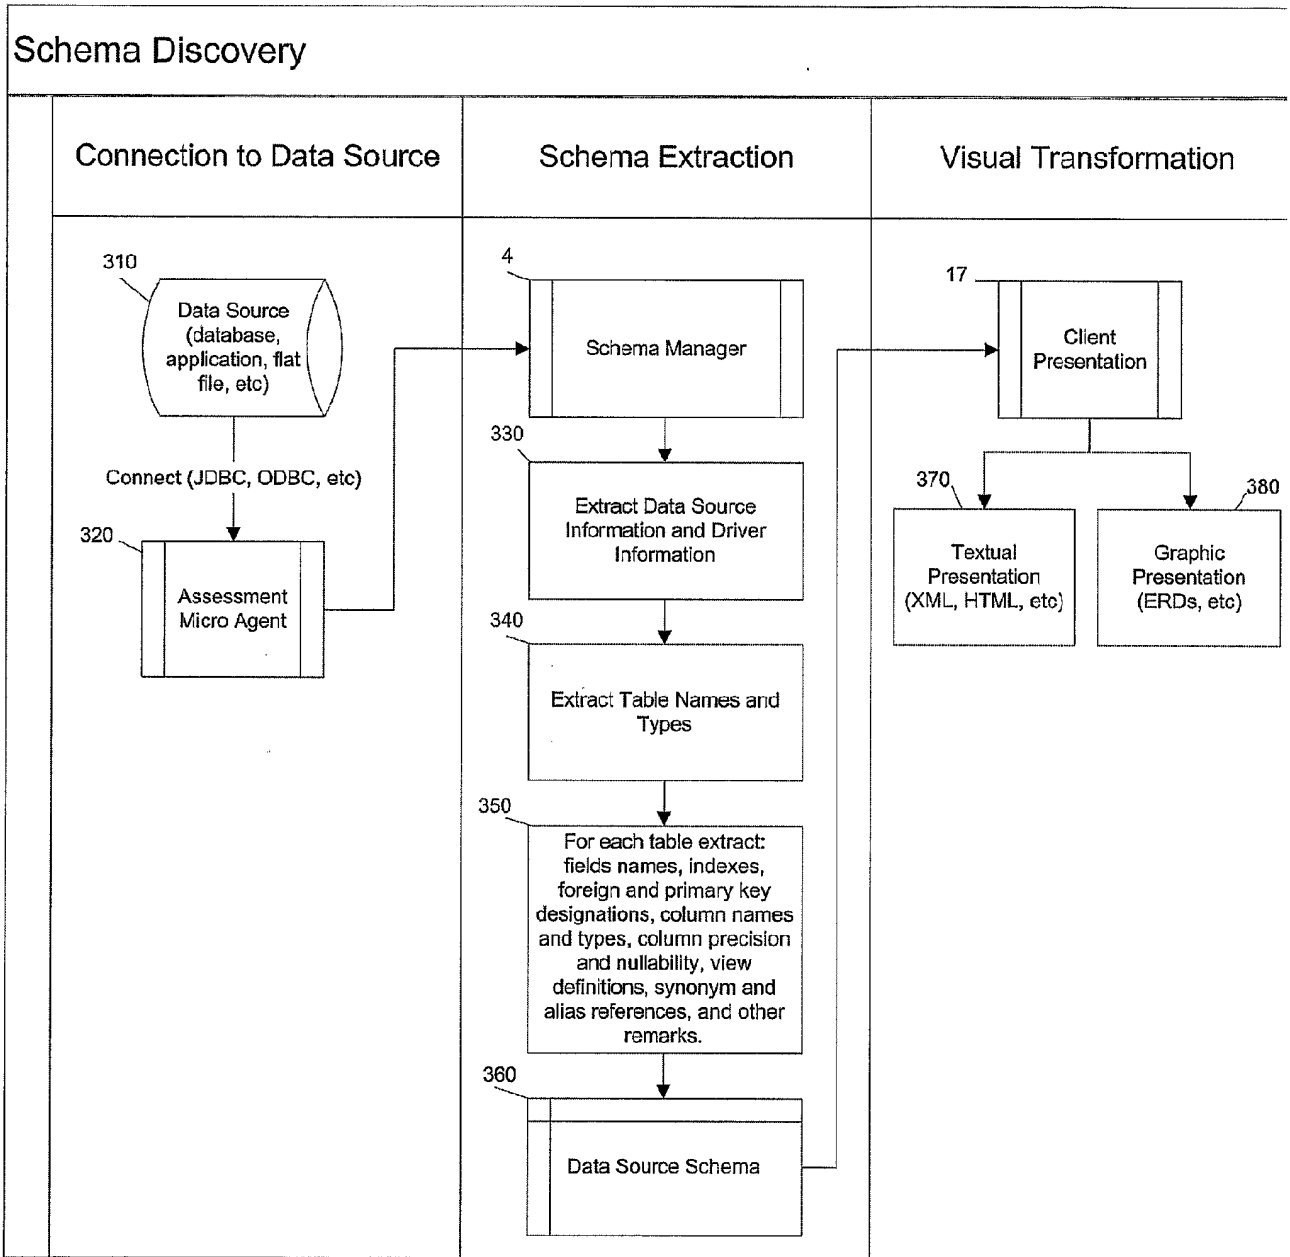 Schema Discovery
Connection to Data Source
Schema Extraction
Visual Transformation
310
Data Source
(database,
application, flat
file, etc)
Connect (JDBC, ODBC, etc)
320
Assessment
Micro Agent
4
Schema Manager
330
Extract Data Source
Information and Driver
Information
340
Extract Table Names and
Types
350
For each table extract:
fields names, indexes,
foreign and primary key
designations, column names
and types, column precision
and nullability, view
definitions, synonym and
alias references, and other
remarks.
360
Data Source Schema
17
Client
Presentation
370
Textual
Presentation
(XML, HTML, etc)
380
Graphic
Presentation
(ERDs, etc)